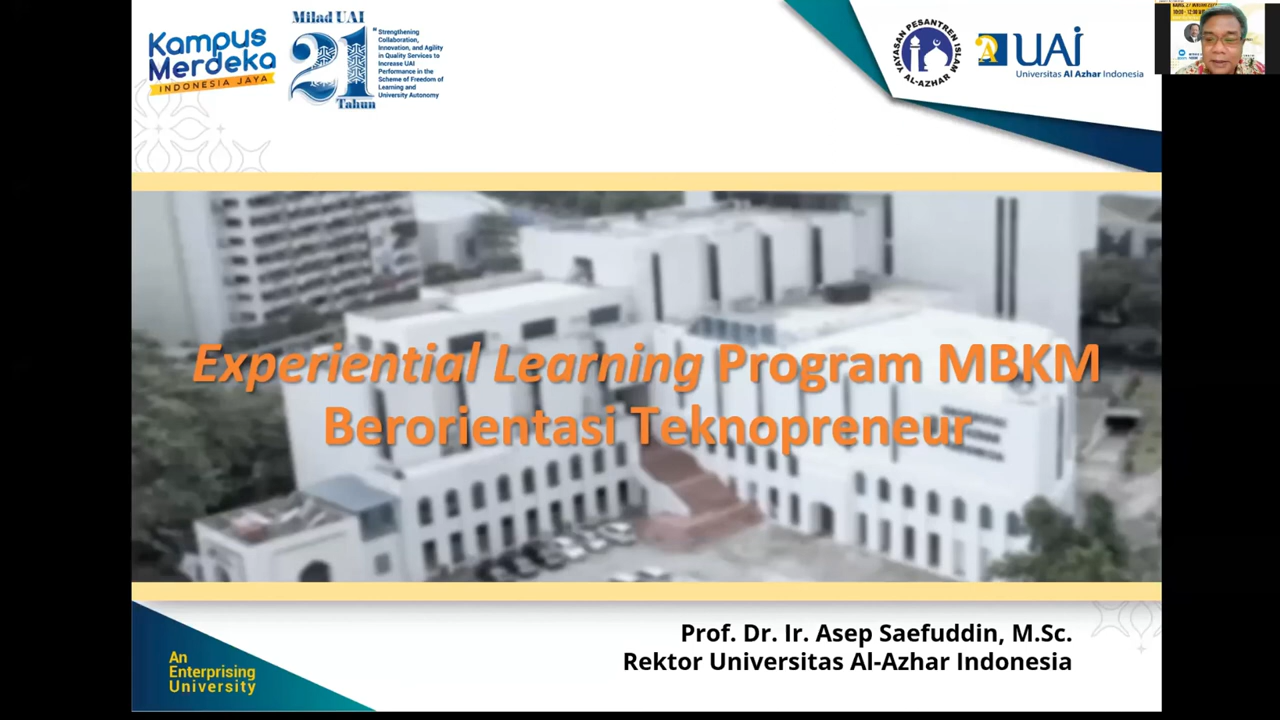 Kampus
Merdeka
INDONESIA JAYA
Milad UAI
21
Tahun
Strengthening
Collaboration,
Innovation, and Agility
in Quality Services to
Increase UAI
Performance in the
Scheme of Freedom of
Learning and
University Autonomy
YAYASAN PESANTREN ISLAM
AL-AZHAR
UAI
Universitas Al Azhar Indonesia
Experiential Learning Program MBKM
Berorientasi Teknopreneur
Prof. Dr. Ir. Asep Saefuddin, M.Sc.
Rektor Universitas Al-Azhar Indonesia
An
Enterprising
University